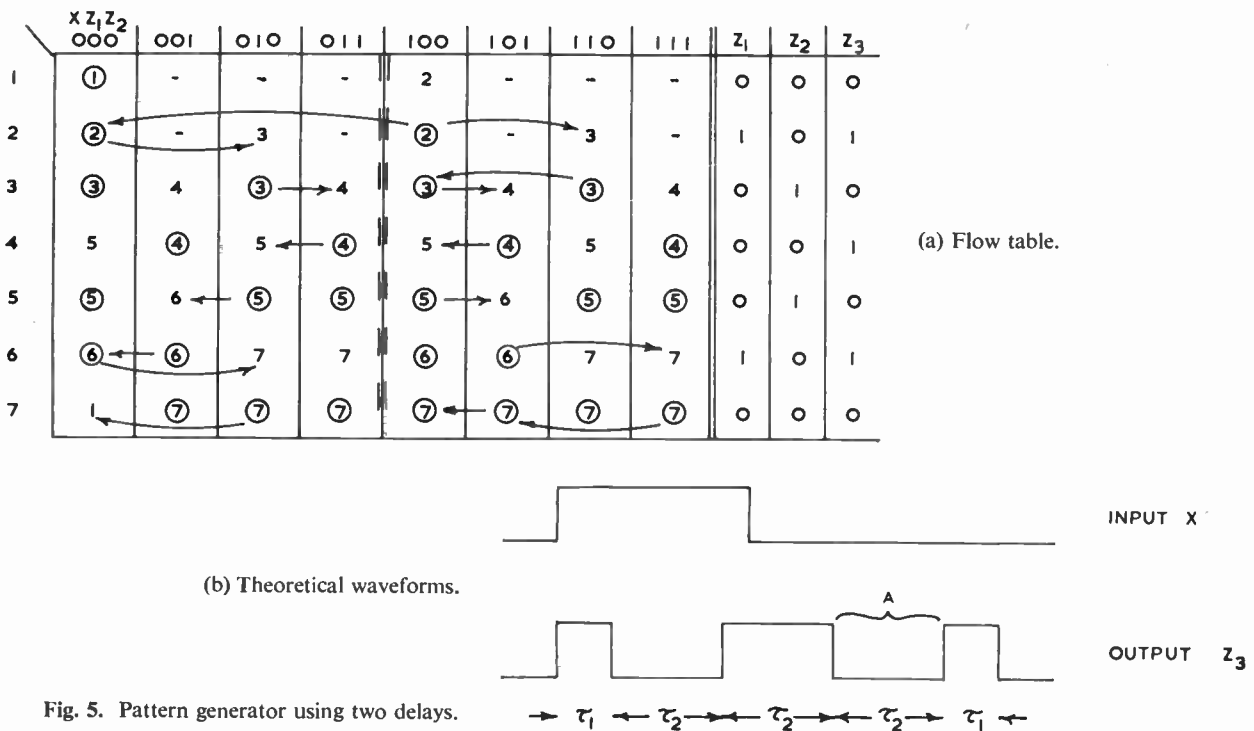 X Z₁ Z₂
000 001 010 011 100 101 110 111 Z₁ Z₂ Z₃
1 ① - - - 2 - - - 0 0 0
2 ② - 3 - ② - 3 - 1 0 1
3 ③ 4 ③ 4 ③ 4 ③ 4 0 1 0
4 5 ④ 5 ④ 5 ④ 5 ④ 0 0 1
(a) Flow table.
5 ⑤ 6 ⑤ ⑤ ⑤ 6 ⑤ ⑤ 0 1 0
6 ⑥ ⑥ 7 7 ⑥ ⑥ 7 7 1 0 1
7 1 ⑦ ⑦ ⑦ ⑦ ⑦ ⑦ ⑦ 0 0 0
INPUT X
(b) Theoretical waveforms.
A
OUTPUT Z₃
Fig. 5. Pattern generator using two delays.
τ₁ τ₂ τ₂ τ₂ τ₁